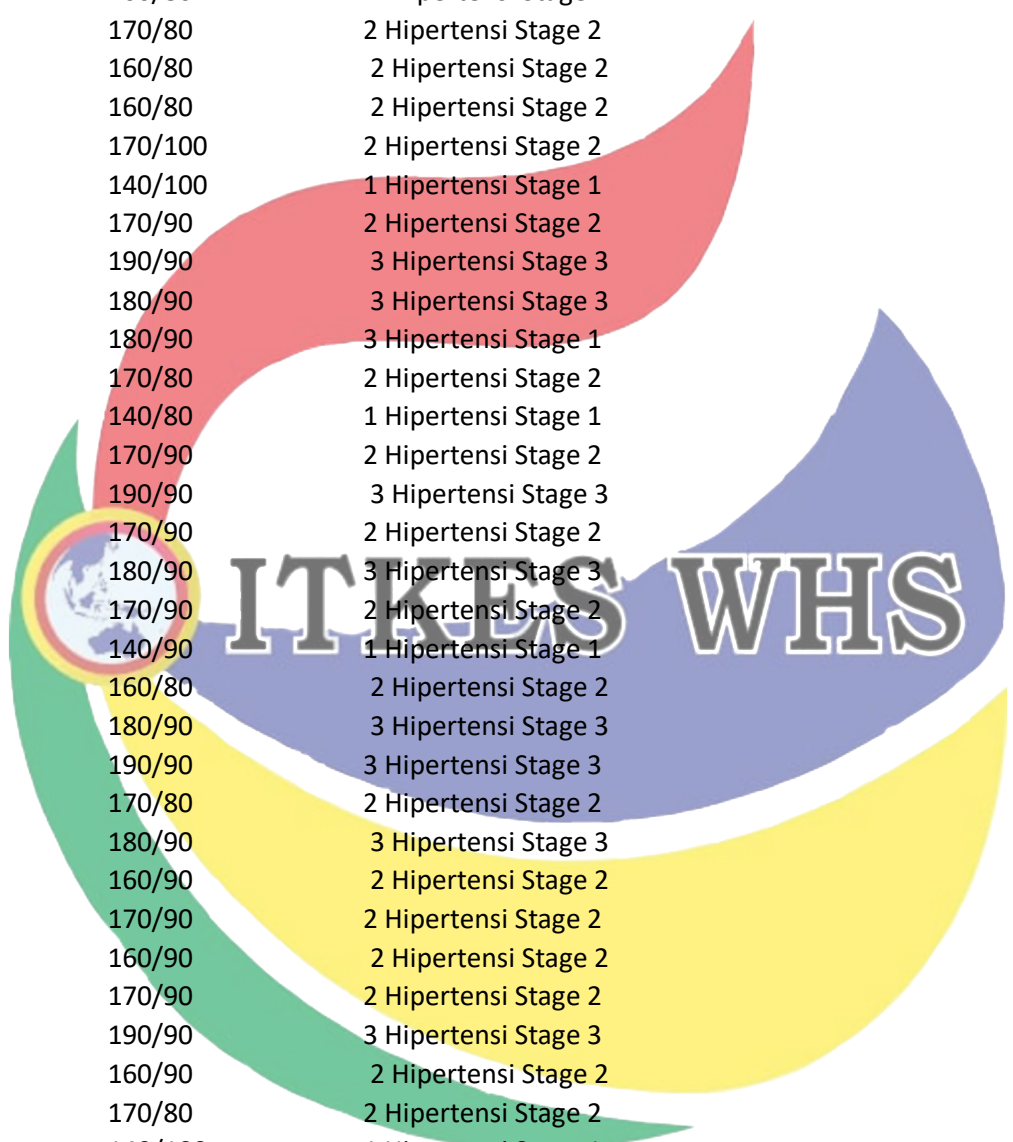 170/80 2 Hipertensi Stage 2
160/80 2 Hipertensi Stage 2
160/80 2 Hipertensi Stage 2
170/100 2 Hipertensi Stage 2
140/100 1 Hipertensi Stage 1
170/90 2 Hipertensi Stage 2
190/90 3 Hipertensi Stage 3
180/90 3 Hipertensi Stage 3
180/90 3 Hipertensi Stage 1
170/80 2 Hipertensi Stage 2
140/80 1 Hipertensi Stage 1
170/90 2 Hipertensi Stage 2
190/90 3 Hipertensi Stage 3
170/90 2 Hipertensi Stage 2
180/90 3 Hipertensi Stage 3
ITKES WHS
170/90 2 Hipertensi Stage 2
140/90 1 Hipertensi Stage 1
160/80 2 Hipertensi Stage 2
180/90 3 Hipertensi Stage 3
190/90 3 Hipertensi Stage 3
170/80 2 Hipertensi Stage 2
180/90 3 Hipertensi Stage 3
160/90 2 Hipertensi Stage 2
170/90 2 Hipertensi Stage 2
160/90 2 Hipertensi Stage 2
170/90 2 Hipertensi Stage 2
190/90 3 Hipertensi Stage 3
160/90 2 Hipertensi Stage 2
170/80 2 Hipertensi Stage 2